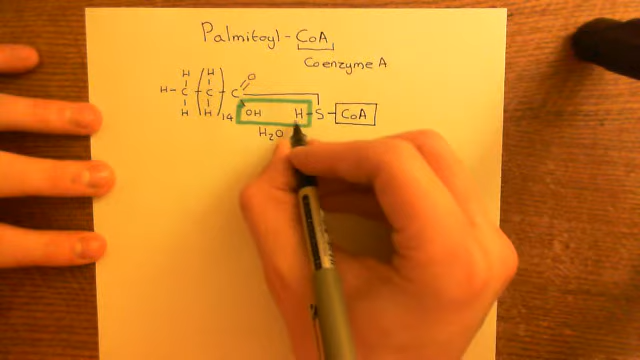 Palmitoyl-CoA
Coenzyme A
H H O
H-C-C-C
H H 14 OH H-S-CoA
H₂O